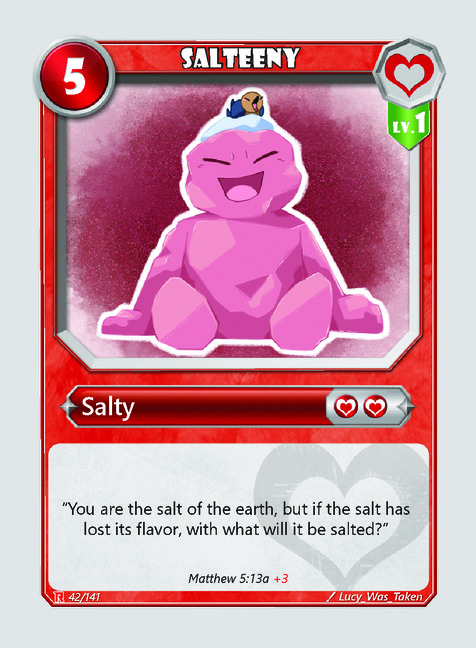 SALTEENY
5
LV.1
Salty
“You are the salt of the earth, but if the salt has
lost its flavor, with what will it be salted?”
Matthew 5:13a +3
R 42/141
Lucy_Was_Taken